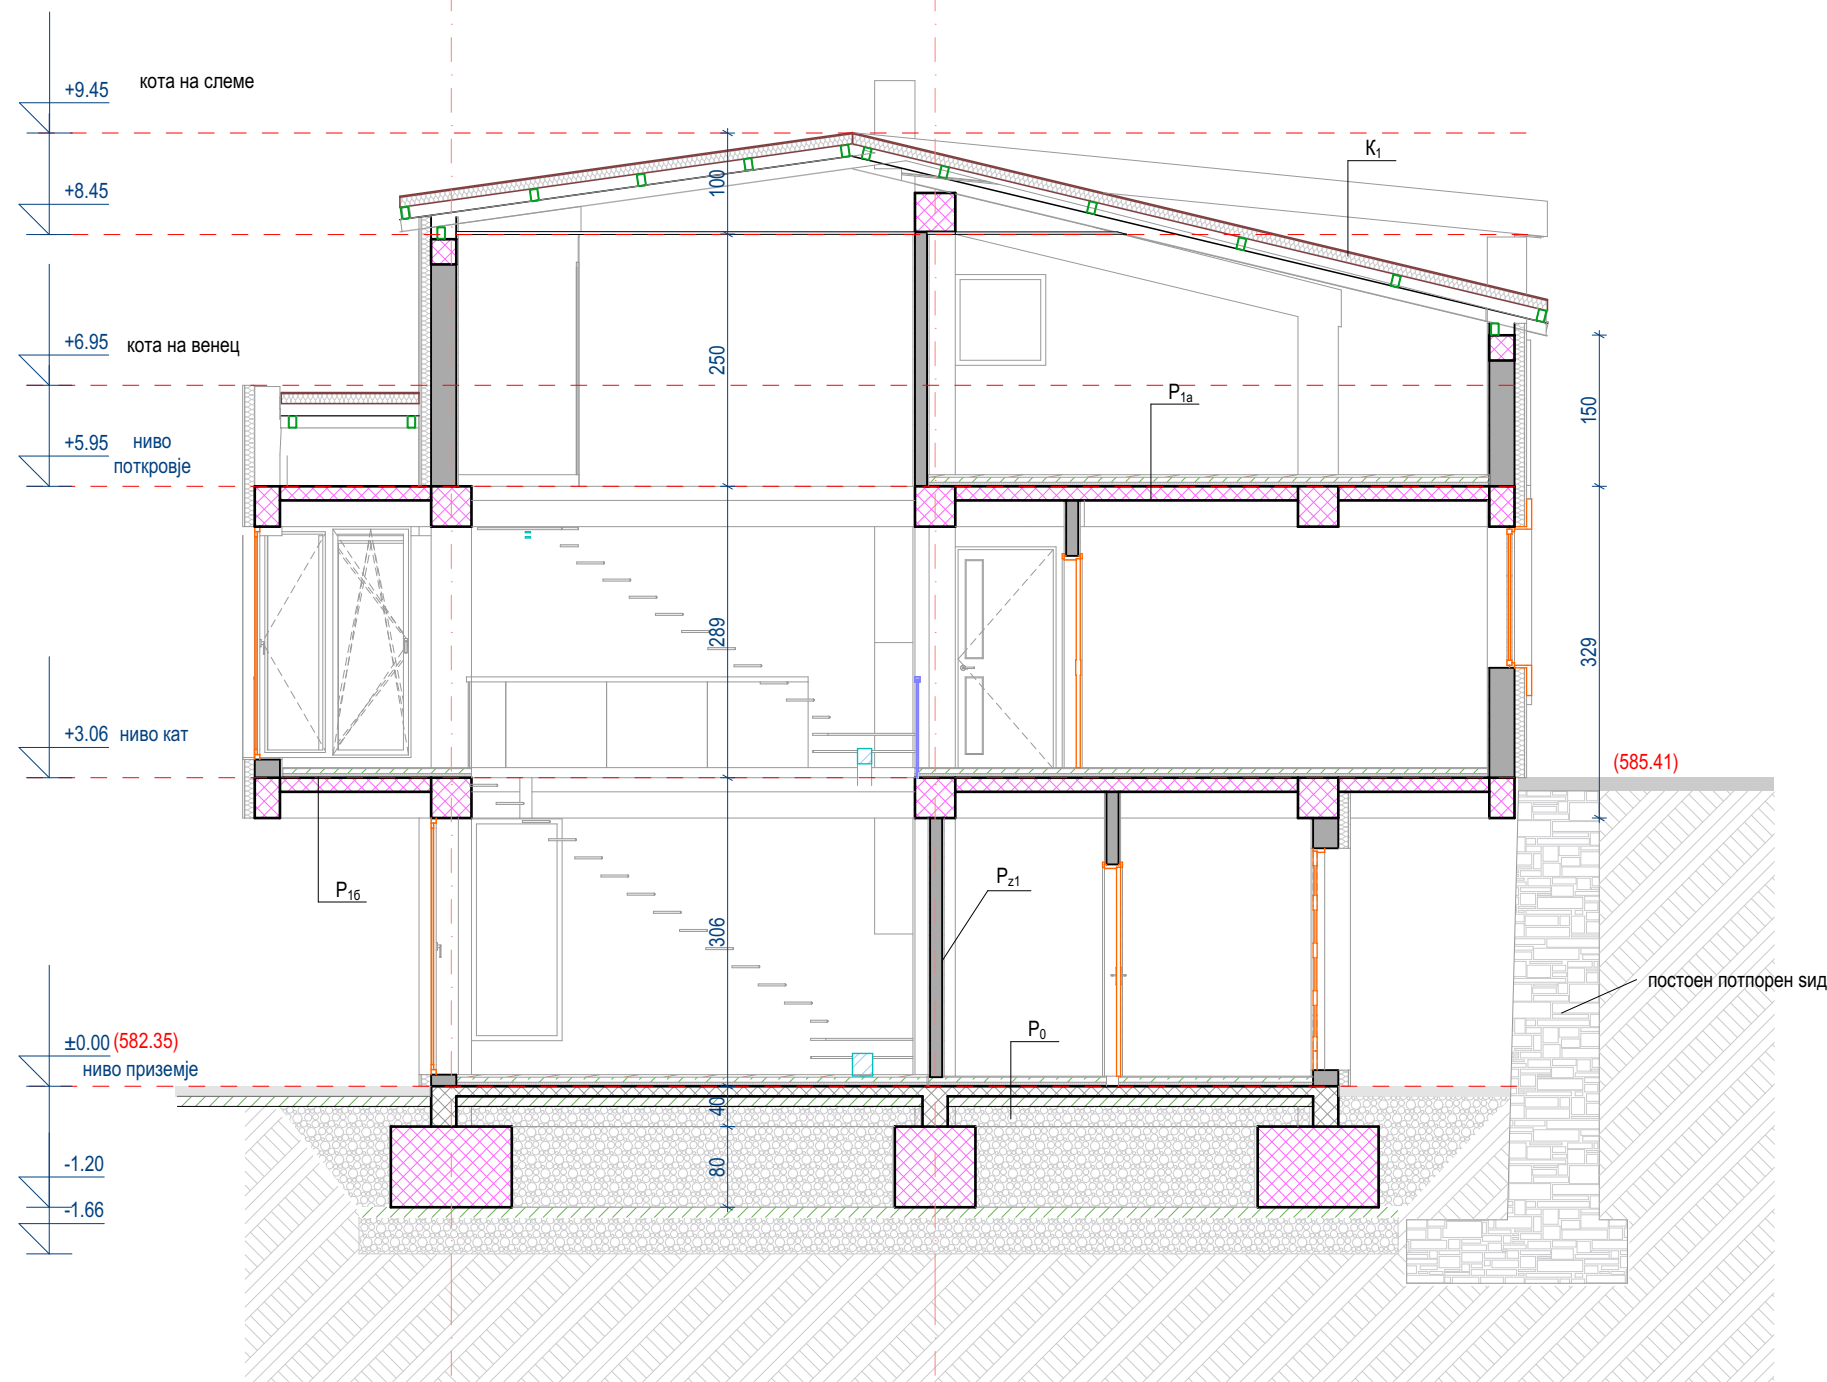 +9.45 кота на слеме
K1
+8.45
100
+6.95 кота на венец
250
P1a
150
+5.95 ниво
поткровје
289
329
+3.06 ниво кат
(585.41)
P1б
Pz1
306
постоен потпорен ѕид
±0.00 (582.35)
ниво приземје
P0
40
-1.20
80
-1.66